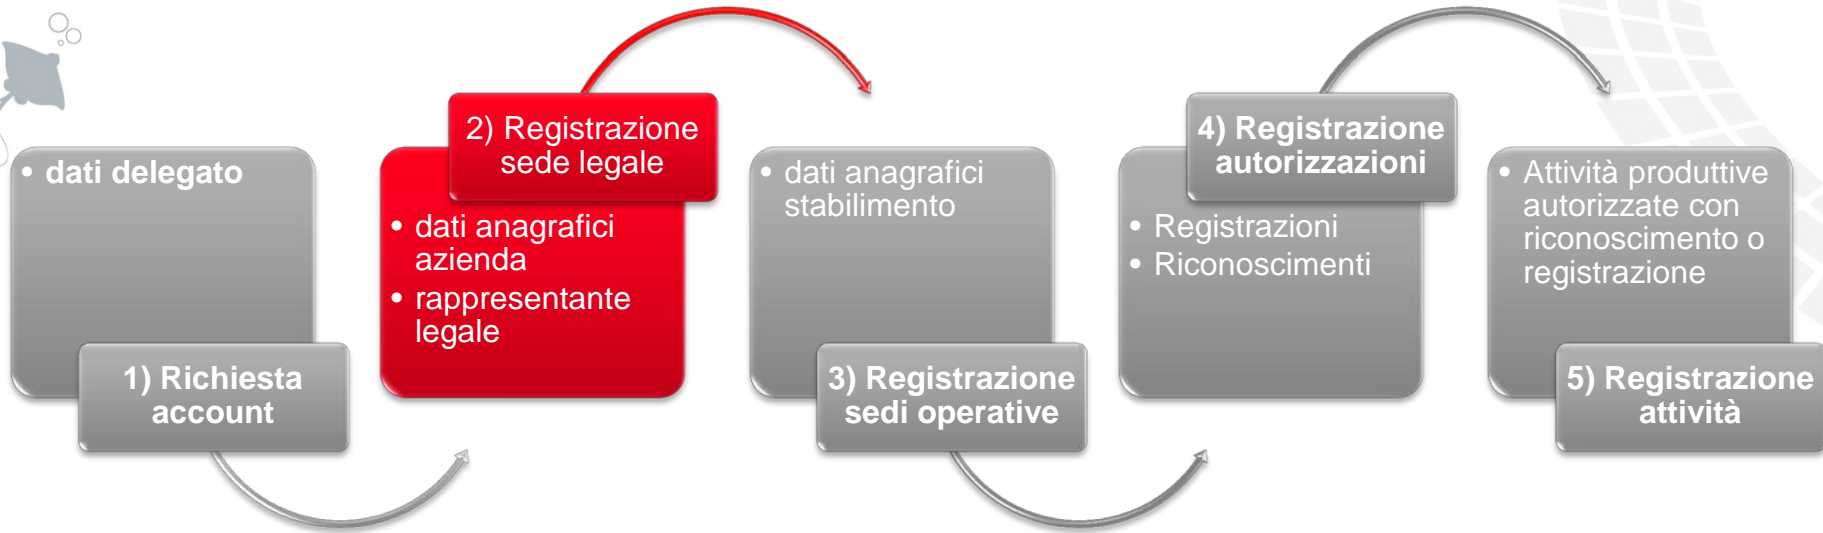 • dati delegato
1) Richiesta
account
2) Registrazione
sede legale
• dati anagrafici
azienda
• rappresentante
legale
• dati anagrafici
stabilimento
3) Registrazione
sedi operative
4) Registrazione
autorizzazioni
• Registrazioni
• Riconoscimenti
• Attività produttive
autorizzate con
riconoscimento o
registrazione
5) Registrazione
attività